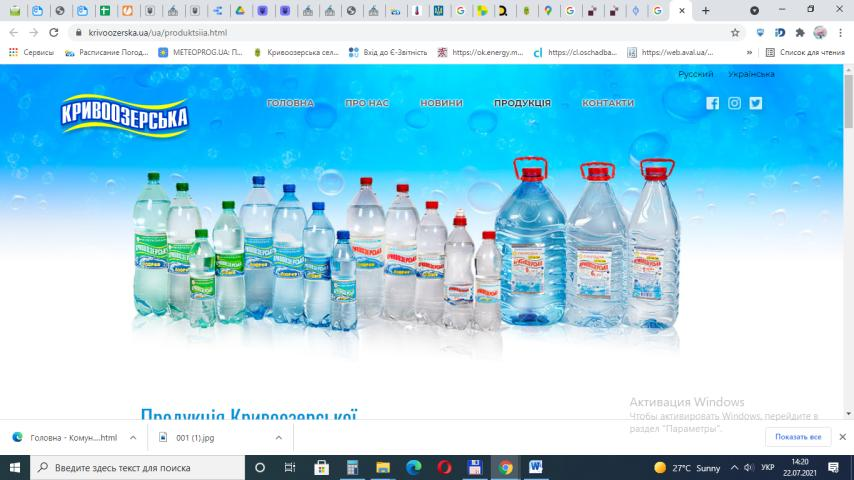 krivoozerska.ua/ua/produktsiia.html
Сервисы
Расписание Погод...
METEOPROG.UA: П...
Кривоозерская сел...
Вхід до Є-Звітність
https://ok.energy.m...
https://cl.oschadba...
https://web.aval.ua/...
»
Список для чтения
Русский Українська
КРИВООЗЕРСЬКА
ГОЛОВНА ПРО НАС НОВИНИ ПРОДУКЦІЯ КОНТАКТИ
Продукція Кривоозерської
Активация Windows
Чтобы активировать Windows, перейдите в
раздел "Параметры".
Головна - Комун....html
001 (1).jpg
Показать все
Введите здесь текст для поиска
27°C Sunny
УКР
14:20
22.07.2021